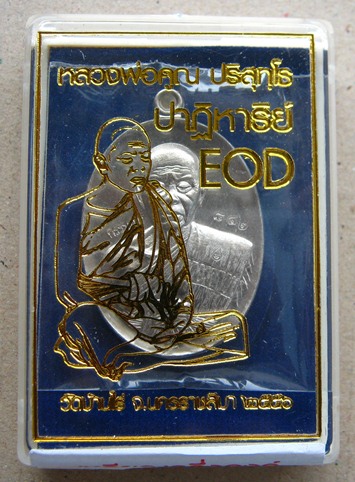 หลวงพ่อคูณ ปริสุทฺโธ
ปาฏิหาริย์
EOD
วัดบ้านไร่ จ.นครราชสีมา ๒๕๕๖